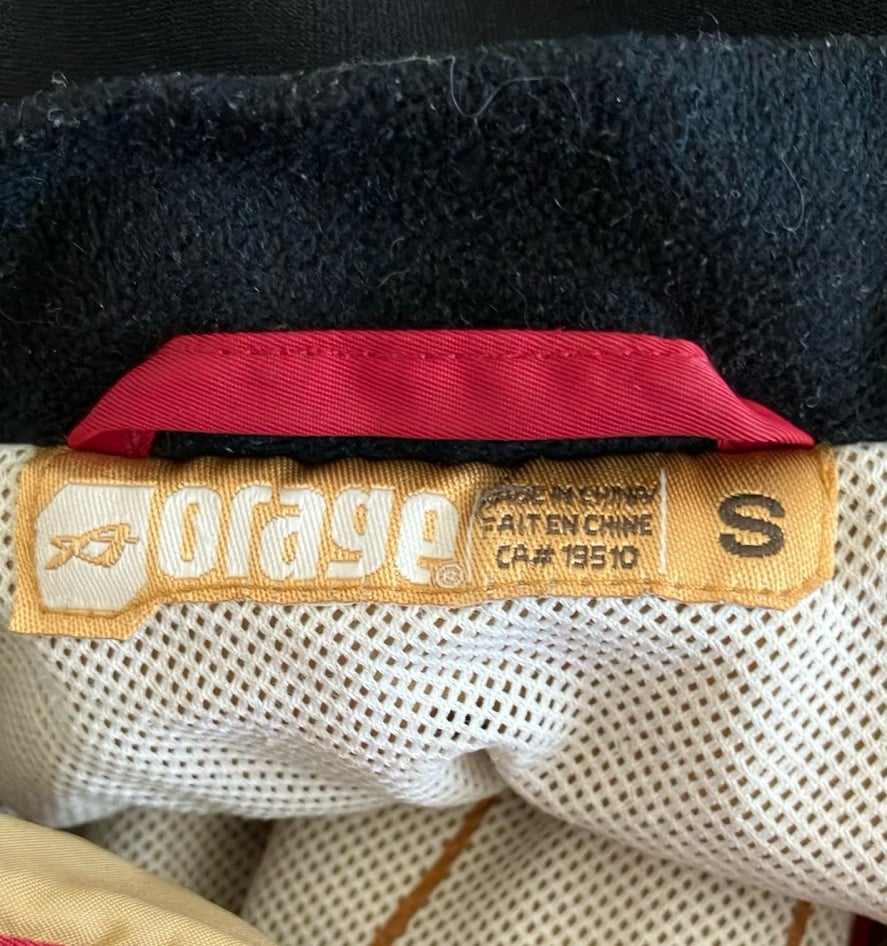 orage®
MADE IN CHINA/
FAIT EN CHINE
CA# 19510
S